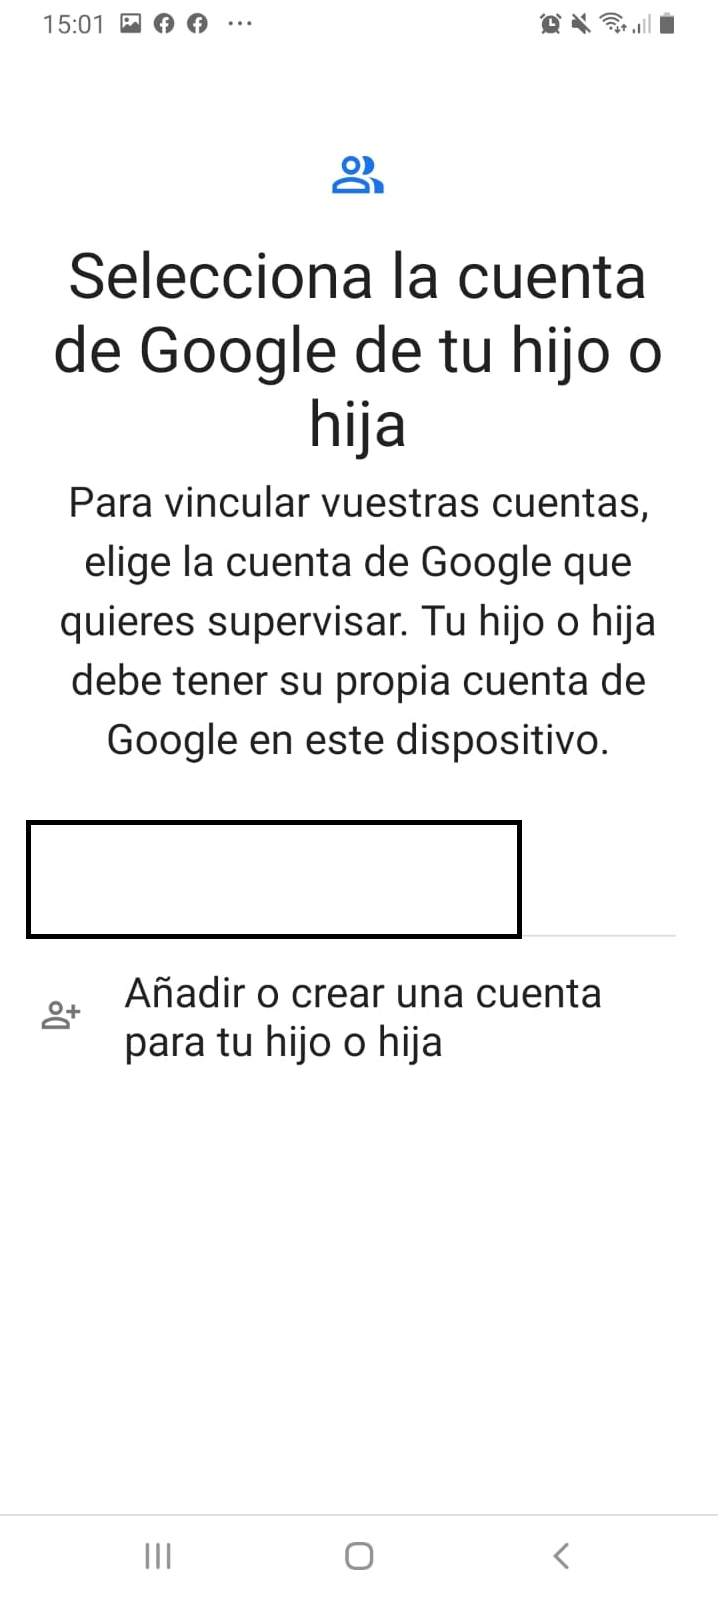 15:01
Selecciona la cuenta
de Google de tu hijo o
hija
Para vincular vuestras cuentas,
elige la cuenta de Google que
quieres supervisar. Tu hijo o hija
debe tener su propia cuenta de
Google en este dispositivo.
Añadir o crear una cuenta
para tu hijo o hija